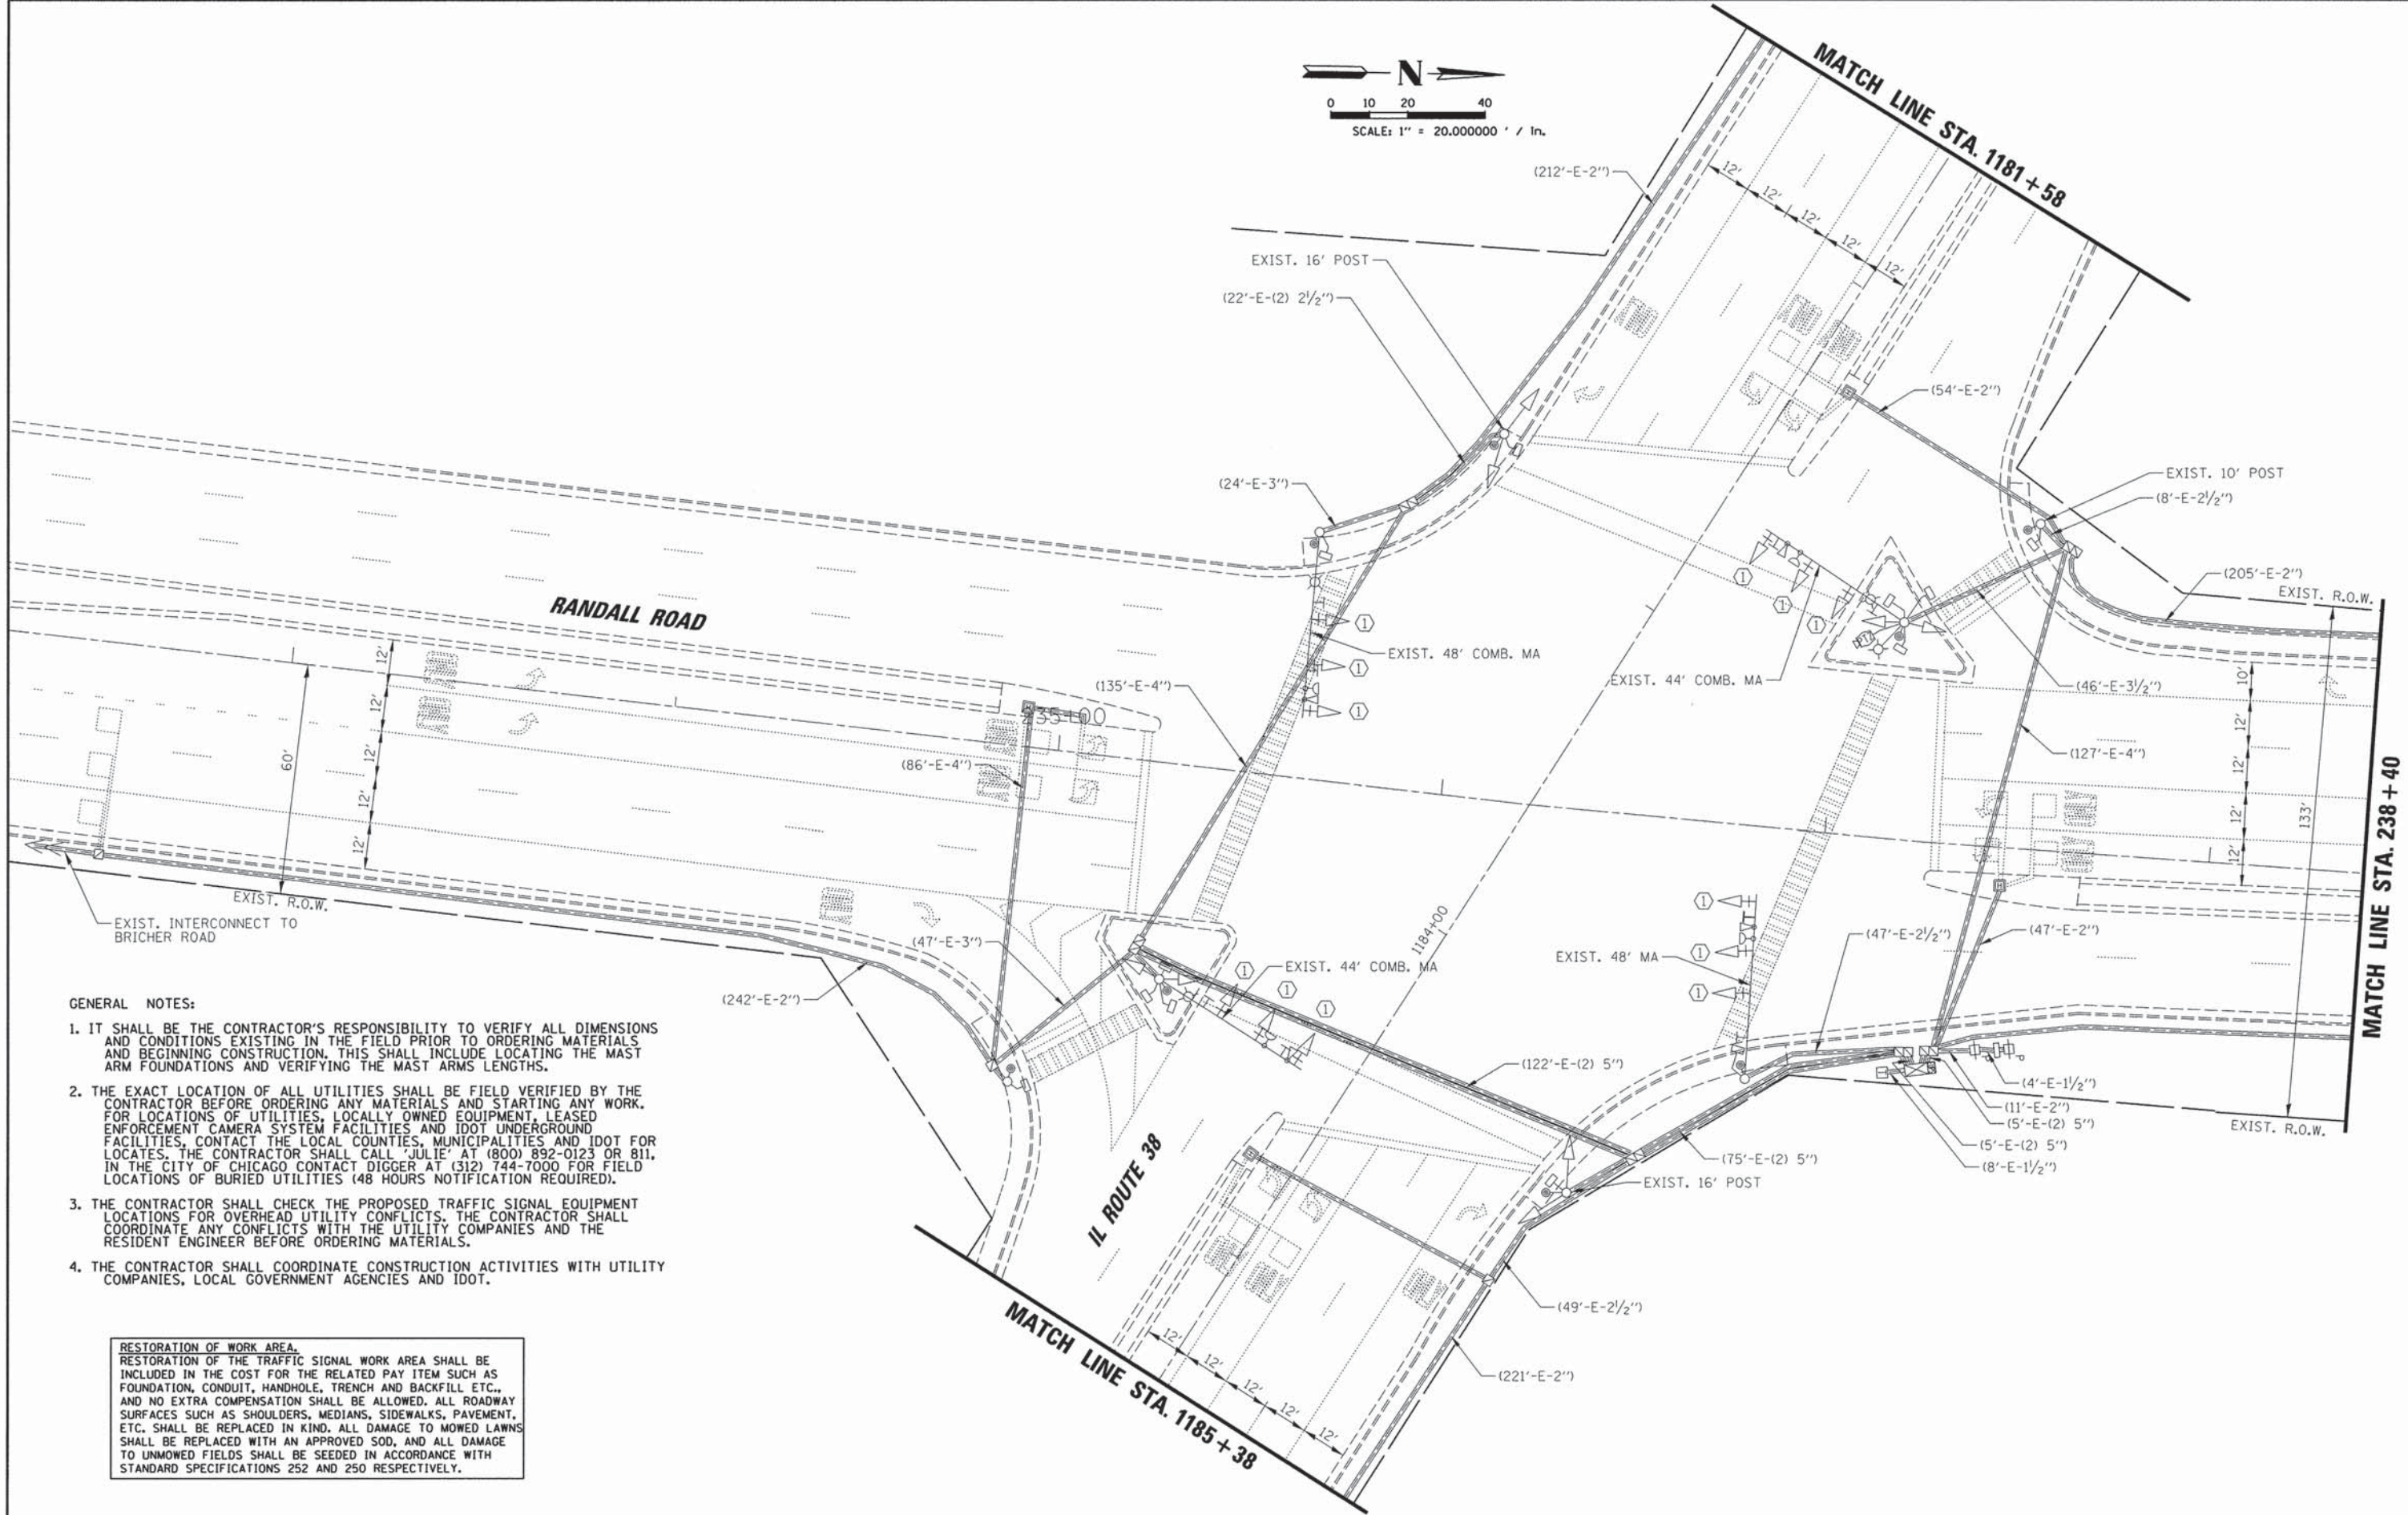 MATCH LINE STA. 1181+58
N
0 10 20 40
SCALE: 1" = 20.000000 ' / In.
(212'-E-2")
12'
12'
12'
12'
12'
EXIST. 16' POST
(22'-E-(2) 2½")
(54'-E-2")
(24'-E-3")
EXIST. 10' POST
(8'-E-2½")
(205'-E-2")
EXIST. R.O.W.
RANDALL ROAD
1
1
1
1
1
1
EXIST. 48' COMB. MA
EXIST. 44' COMB. MA
(135'-E-4")
(46'-E-3½")
(86'-E-4")
(127'-E-4")
12'
12'
12'
12'
12'
60'
10'
12'
12'
12'
12'
133'
MATCH LINE STA. 238+40
EXIST. R.O.W.
EXIST. INTERCONNECT TO
BRICHER ROAD
(47'-E-3")
(242'-E-2")
1184+00
EXIST. 44' COMB. MA
1
1
1
1
1
1
EXIST. 48' MA
(47'-E-2½")
(47'-E-2")
(122'-E-(2) 5")
(4'-E-1½")
(11'-E-2")
(5'-E-(2) 5")
(5'-E-(2) 5")
(8'-E-1½")
EXIST. R.O.W.
(75'-E-(2) 5")
EXIST. 16' POST
IL ROUTE 38
(49'-E-2½")
(221'-E-2")
12'
12'
12'
12'
12'
MATCH LINE STA. 1185+38
GENERAL NOTES:
1. IT SHALL BE THE CONTRACTOR'S RESPONSIBILITY TO VERIFY ALL DIMENSIONS
AND CONDITIONS EXISTING IN THE FIELD PRIOR TO ORDERING MATERIALS
AND BEGINNING CONSTRUCTION. THIS SHALL INCLUDE LOCATING THE MAST
ARM FOUNDATIONS AND VERIFYING THE MAST ARMS LENGTHS.
2. THE EXACT LOCATION OF ALL UTILITIES SHALL BE FIELD VERIFIED BY THE
CONTRACTOR BEFORE ORDERING ANY MATERIALS AND STARTING ANY WORK.
FOR LOCATIONS OF UTILITIES, LOCALLY OWNED EQUIPMENT, LEASED
ENFORCEMENT CAMERA SYSTEM FACILITIES AND IDOT UNDERGROUND
FACILITIES, CONTACT THE LOCAL COUNTIES, MUNICIPALITIES AND IDOT FOR
LOCATES. THE CONTRACTOR SHALL CALL 'JULIE' AT (800) 892-0123 OR 811,
IN THE CITY OF CHICAGO CONTACT DIGGER AT (312) 744-7000 FOR FIELD
LOCATIONS OF BURIED UTILITIES (48 HOURS NOTIFICATION REQUIRED).
3. THE CONTRACTOR SHALL CHECK THE PROPOSED TRAFFIC SIGNAL EQUIPMENT
LOCATIONS FOR OVERHEAD UTILITY CONFLICTS. THE CONTRACTOR SHALL
COORDINATE ANY CONFLICTS WITH THE UTILITY COMPANIES AND THE
RESIDENT ENGINEER BEFORE ORDERING MATERIALS.
4. THE CONTRACTOR SHALL COORDINATE CONSTRUCTION ACTIVITIES WITH UTILITY
COMPANIES, LOCAL GOVERNMENT AGENCIES AND IDOT.
RESTORATION OF WORK AREA.
RESTORATION OF THE TRAFFIC SIGNAL WORK AREA SHALL BE
INCLUDED IN THE COST FOR THE RELATED PAY ITEM SUCH AS
FOUNDATION, CONDUIT, HANDHOLE, TRENCH AND BACKFILL ETC.,
AND NO EXTRA COMPENSATION SHALL BE ALLOWED. ALL ROADWAY
SURFACES SUCH AS SHOULDERS, MEDIANS, SIDEWALKS, PAVEMENT,
ETC. SHALL BE REPLACED IN KIND. ALL DAMAGE TO MOWED LAWNS
SHALL BE REPLACED WITH AN APPROVED SOD, AND ALL DAMAGE
TO UNMOWED FIELDS SHALL BE SEEDED IN ACCORDANCE WITH
STANDARD SPECIFICATIONS 252 AND 250 RESPECTIVELY.